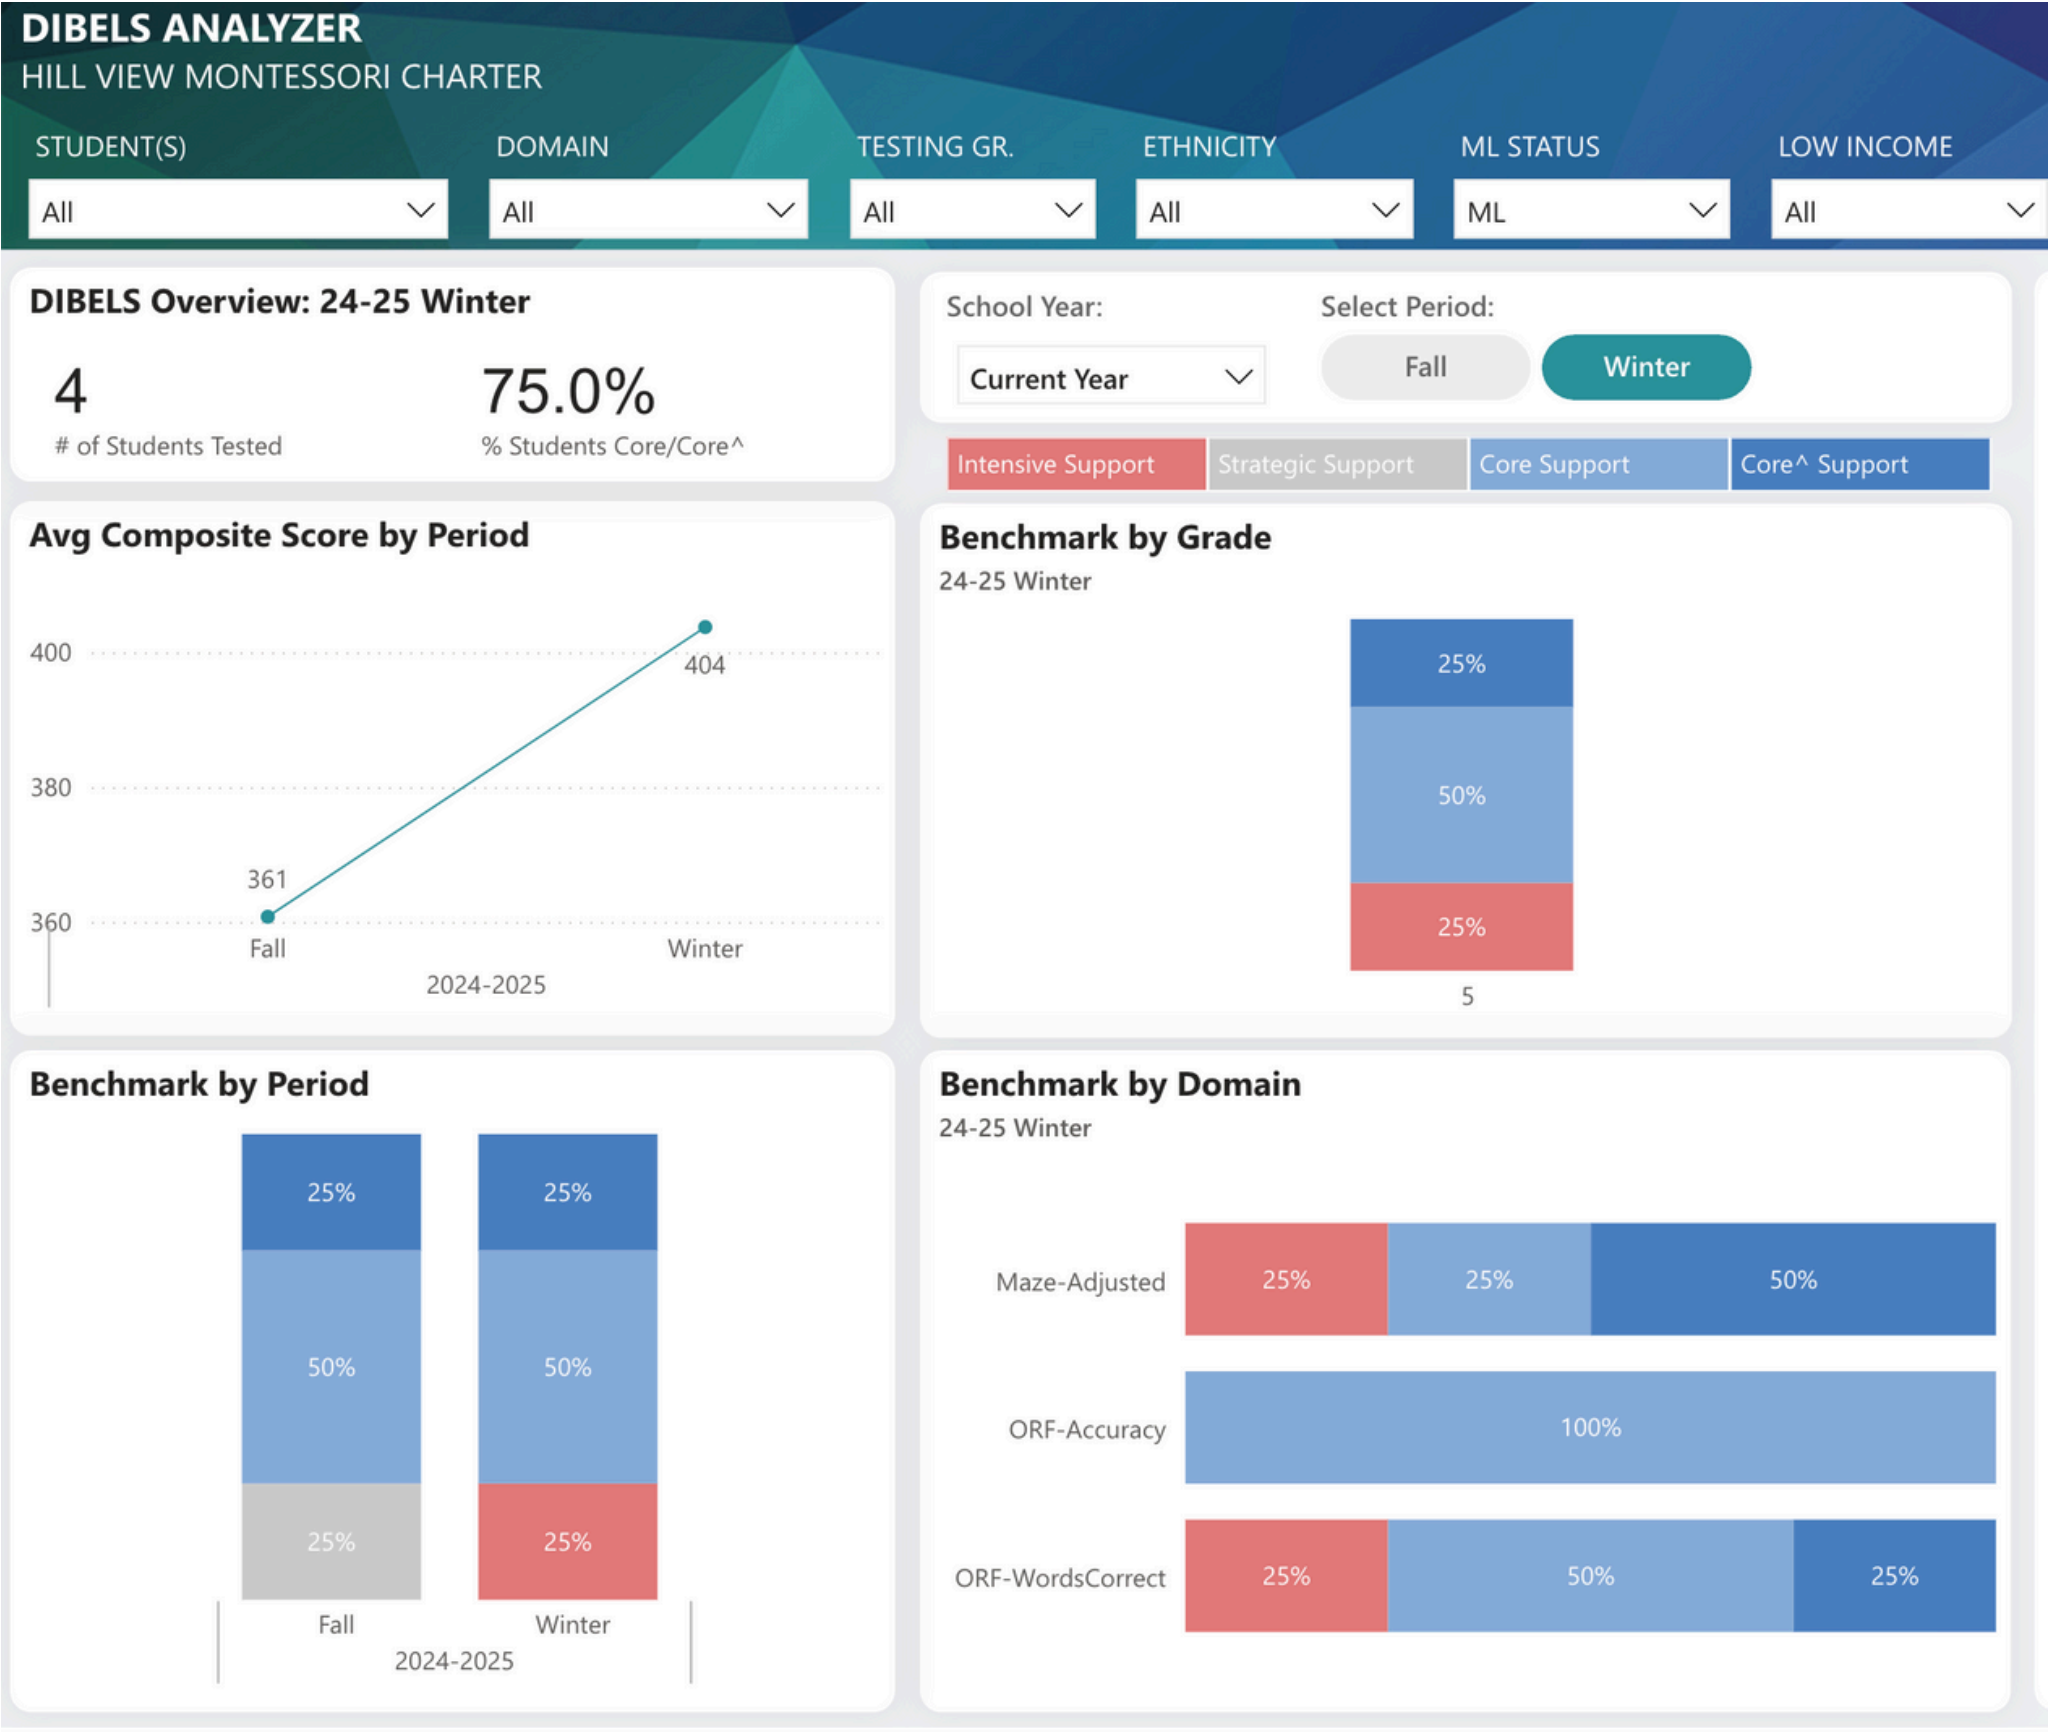 DIBELS ANALYZER
HILL VIEW MONTESSORI CHARTER
STUDENT(S) DOMAIN TESTING GR. ETHNICITY ML STATUS LOW INCOME
All All All All ML All
DIBELS Overview: 24-25 Winter
4 75.0%
# of Students Tested % Students Core/Core^
School Year: Select Period:
Current Year Fall Winter
Intensive Support Strategic Support Core Support Core^ Support
Avg Composite Score by Period
400
380
360
361
404
Fall Winter
2024-2025
Benchmark by Grade
24-25 Winter
25%
50%
25%
5
Benchmark by Period
25% 25%
50% 50%
25% 25%
Fall Winter
2024-2025
Benchmark by Domain
24-25 Winter
Maze-Adjusted 25% 25% 50%
ORF-Accuracy 100%
ORF-WordsCorrect 25% 50% 25%